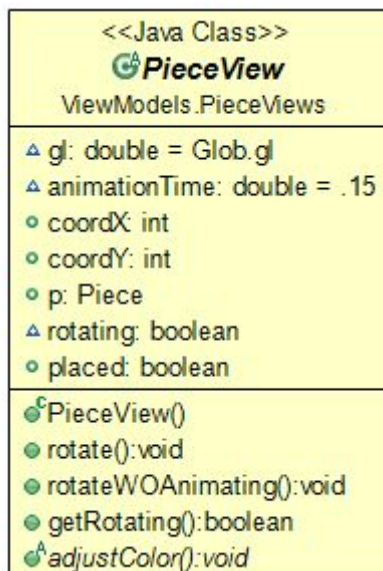 <<Java Class>>
PieceView
ViewModels.PieceViews
gl: double = Glob.gl
animationTime: double = .15
coordX: int
coordY: int
p: Piece
rotating: boolean
placed: boolean
PieceView()
rotate():void
rotateWOAnimating():void
getRotating():boolean
adjustColor():void